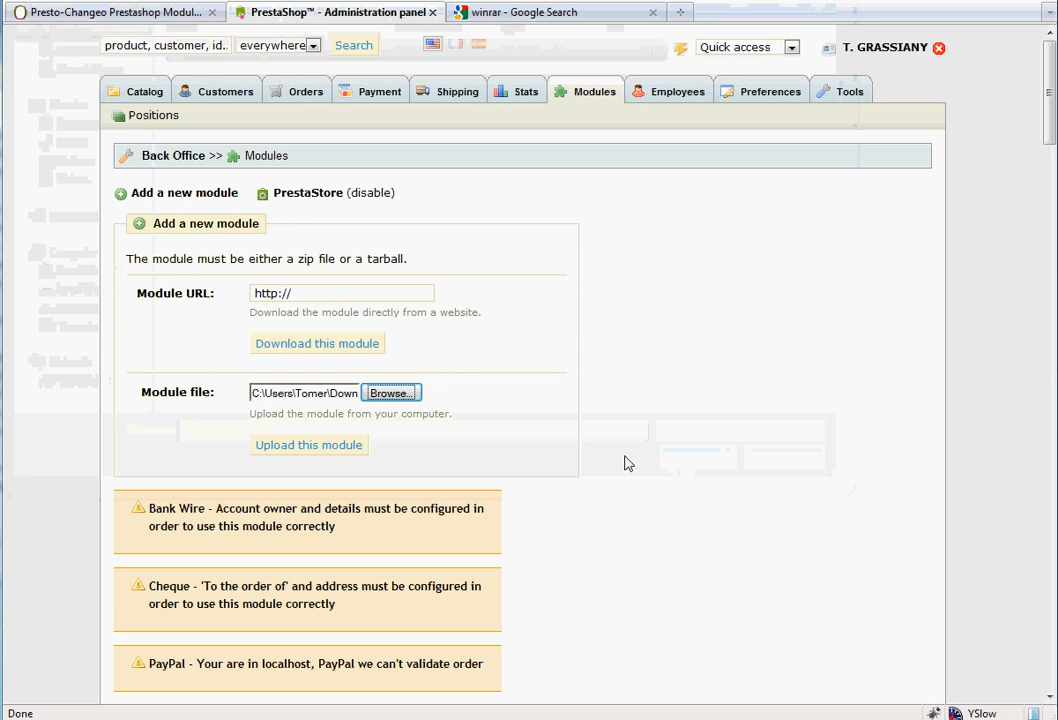 Presto-Changeo Prestashop Modul...
PrestaShop™ - Administration panel
winrar - Google Search
product, customer, id..
everywhere
Search
Quick access
T. GRASSIANY
Catalog
Customers
Orders
Payment
Shipping
Stats
Modules
Employees
Preferences
Tools
Positions
Back Office >> Modules
Add a new module
PrestaStore (disable)
Add a new module
The module must be either a zip file or a tarball.
Module URL:
http://
Download the module directly from a website.
Download this module
Module file:
C:\Users\Tomer\Down
Browse...
Upload the module from your computer.
Upload this module
Bank Wire - Account owner and details must be configured in
order to use this module correctly
Cheque - 'To the order of' and address must be configured in
order to use this module correctly
PayPal - Your are in localhost, PayPal we can't validate order
Done
YSlow